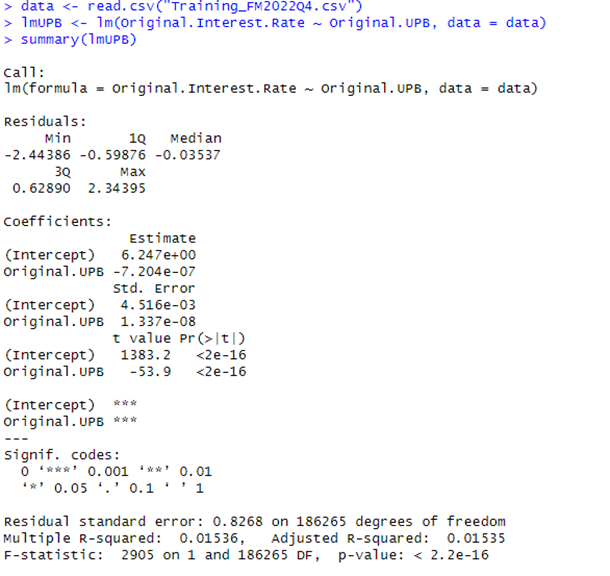 > data <- read.csv("Training_FM2022Q4.csv")
> lmUPB <- lm(Original.Interest.Rate ~ Original.UPB, data = data)
> summary(lmUPB)
Call:
lm(formula = Original.Interest.Rate ~ Original.UPB, data = data)
Residuals:
Min 1Q Median
-2.44386 -0.59876 -0.03537
3Q Max
0.62890 2.34395
Coefficients:
Estimate
(Intercept) 6.247e+00
Original.UPB -7.204e-07
Std. Error
(Intercept) 4.516e-03
Original.UPB 1.337e-08
t value Pr(>|t|)
(Intercept) 1383.2 <2e-16
Original.UPB -53.9 <2e-16
(Intercept) ***
Original.UPB ***
---
Signif. codes:
0 ‘***’ 0.001 ‘**’ 0.01
‘*’ 0.05 ‘.’ 0.1 ‘ ’ 1
Residual standard error: 0.8268 on 186265 degrees of freedom
Multiple R-squared: 0.01536, Adjusted R-squared: 0.01535
F-statistic: 2905 on 1 and 186265 DF, p-value: < 2.2e-16